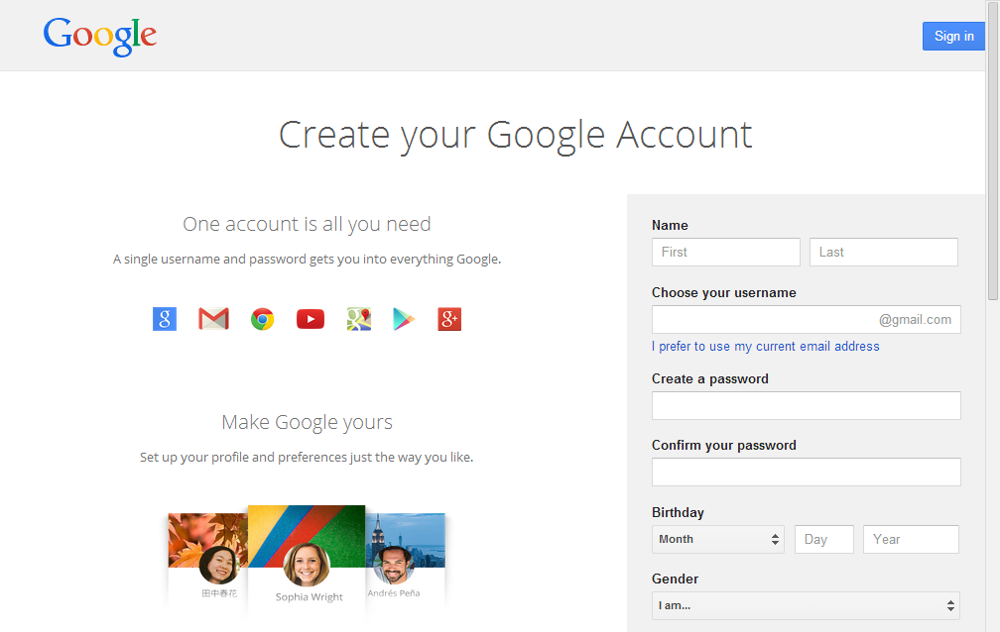 Google
Sign in
Create your Google Account
One account is all you need
A single username and password gets you into everything Google.
g
g+
Make Google yours
Set up your profile and preferences just the way you like.
田中春花
Sophia Wright
Andrés Peña
Name
First Last
Choose your username
@gmail.com
I prefer to use my current email address
Create a password
Confirm your password
Birthday
Month Day Year
Gender
I am...